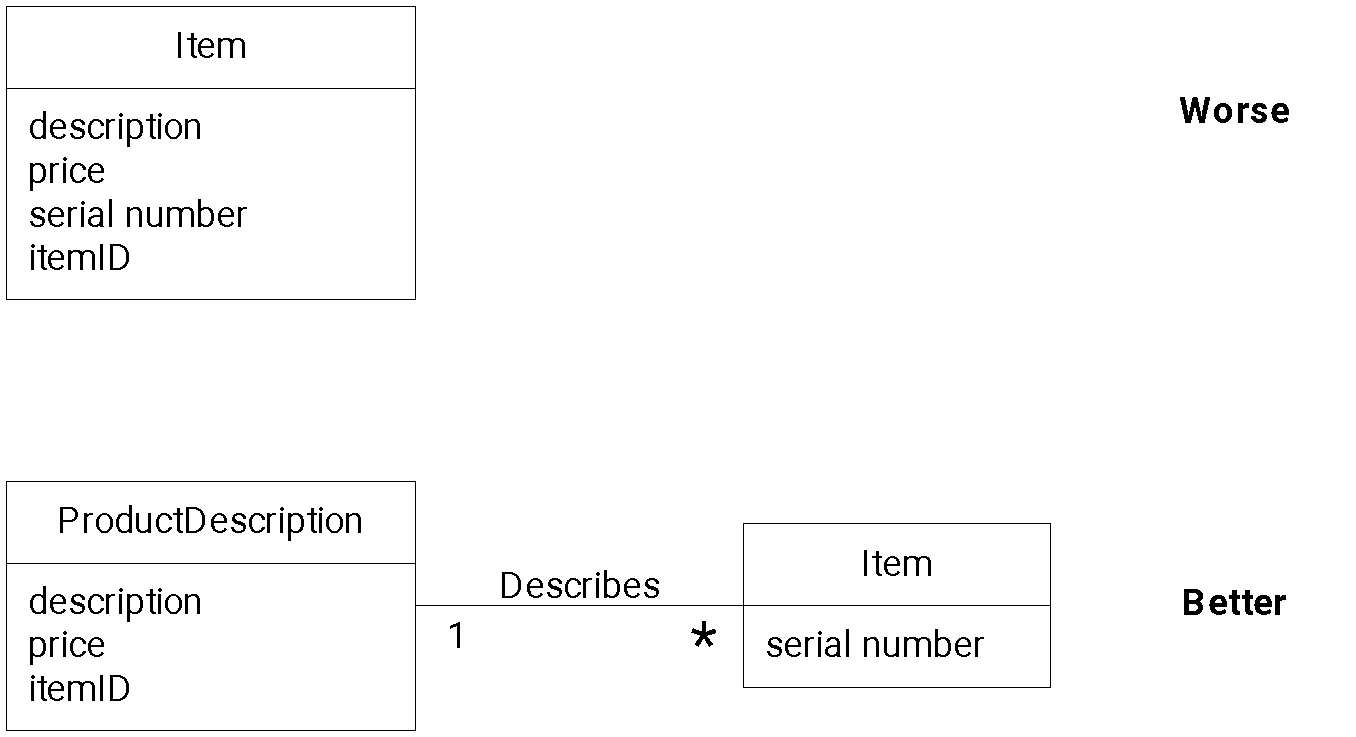 Item
description
price
serial number
itemID
Worse
ProductDescription
description
price
itemID
Describes
1
*
Item
serial number
Better